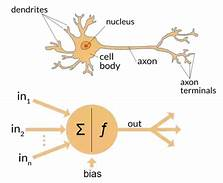 dendrites
nucleus
cell
body
axon
axon
terminals
in1
in2
inn
Σ
f
out
bias